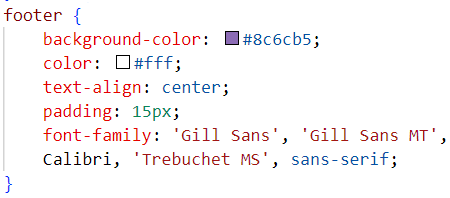 footer {
background-color: #8c6cb5;
color: #fff;
text-align: center;
padding: 15px;
font-family: 'Gill Sans', 'Gill Sans MT',
Calibri, 'Trebuchet MS', sans-serif;
}